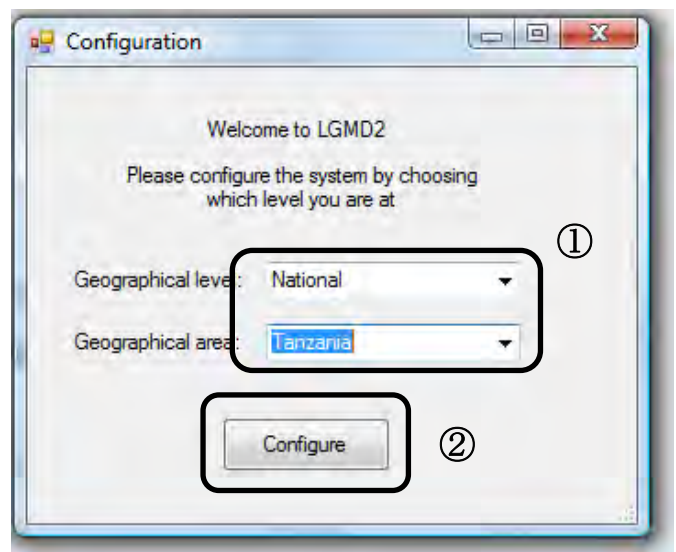 Configuration
Welcome to LGMD2
Please configure the system by choosing
which level you are at
①
Geographical level: National
Geographical area: Tanzania
Configure ②